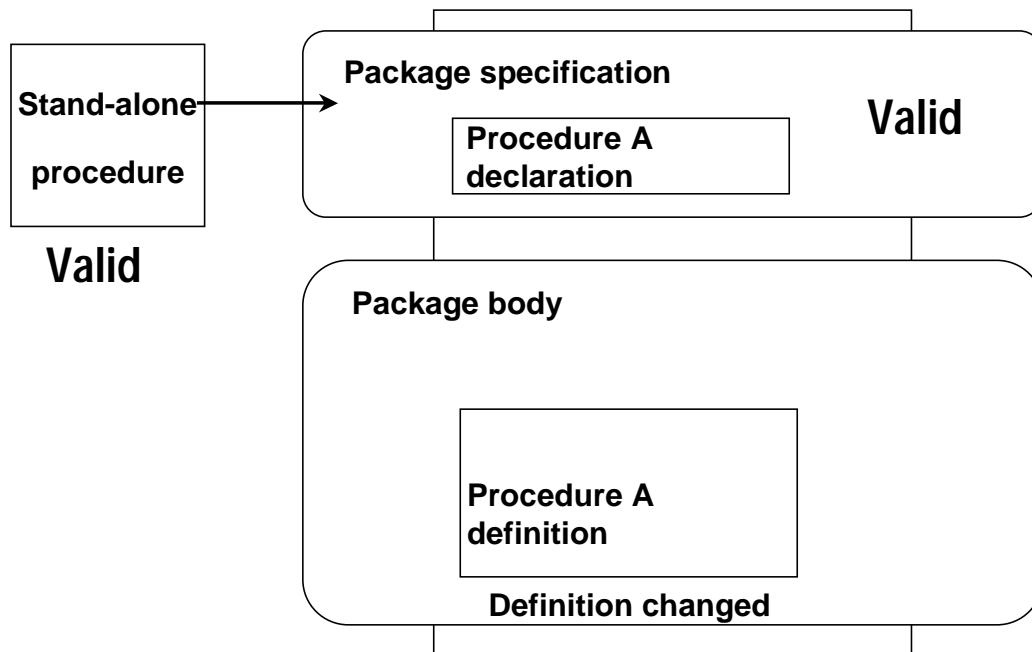 Stand-alone
procedure
Valid
Package specification
Procedure A
declaration
Valid
Package body
Procedure A
definition
Definition changed